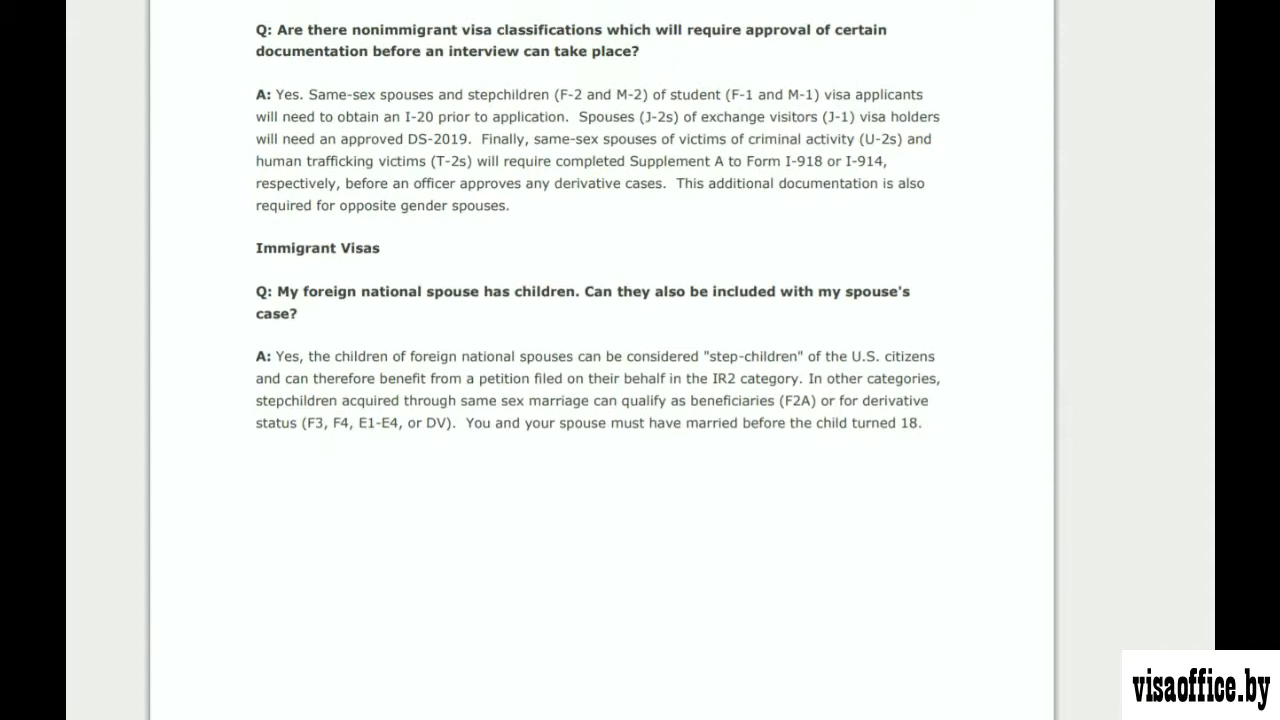 Q: Are there nonimmigrant visa classifications which will require approval of certain
documentation before an interview can take place?
A: Yes. Same-sex spouses and stepchildren (F-2 and M-2) of student (F-1 and M-1) visa applicants
will need to obtain an I-20 prior to application.  Spouses (J-2s) of exchange visitors (J-1) visa holders
will need an approved DS-2019.  Finally, same-sex spouses of victims of criminal activity (U-2s) and
human trafficking victims (T-2s) will require completed Supplement A to Form I-918 or I-914,
respectively, before an officer approves any derivative cases.  This additional documentation is also
required for opposite gender spouses.
Immigrant Visas
Q: My foreign national spouse has children. Can they also be included with my spouse's
case?
A: Yes, the children of foreign national spouses can be considered "step-children" of the U.S. citizens
and can therefore benefit from a petition filed on their behalf in the IR2 category. In other categories,
stepchildren acquired through same sex marriage can qualify as beneficiaries (F2A) or for derivative
status (F3, F4, E1-E4, or DV).  You and your spouse must have married before the child turned 18.
visaoffice.by